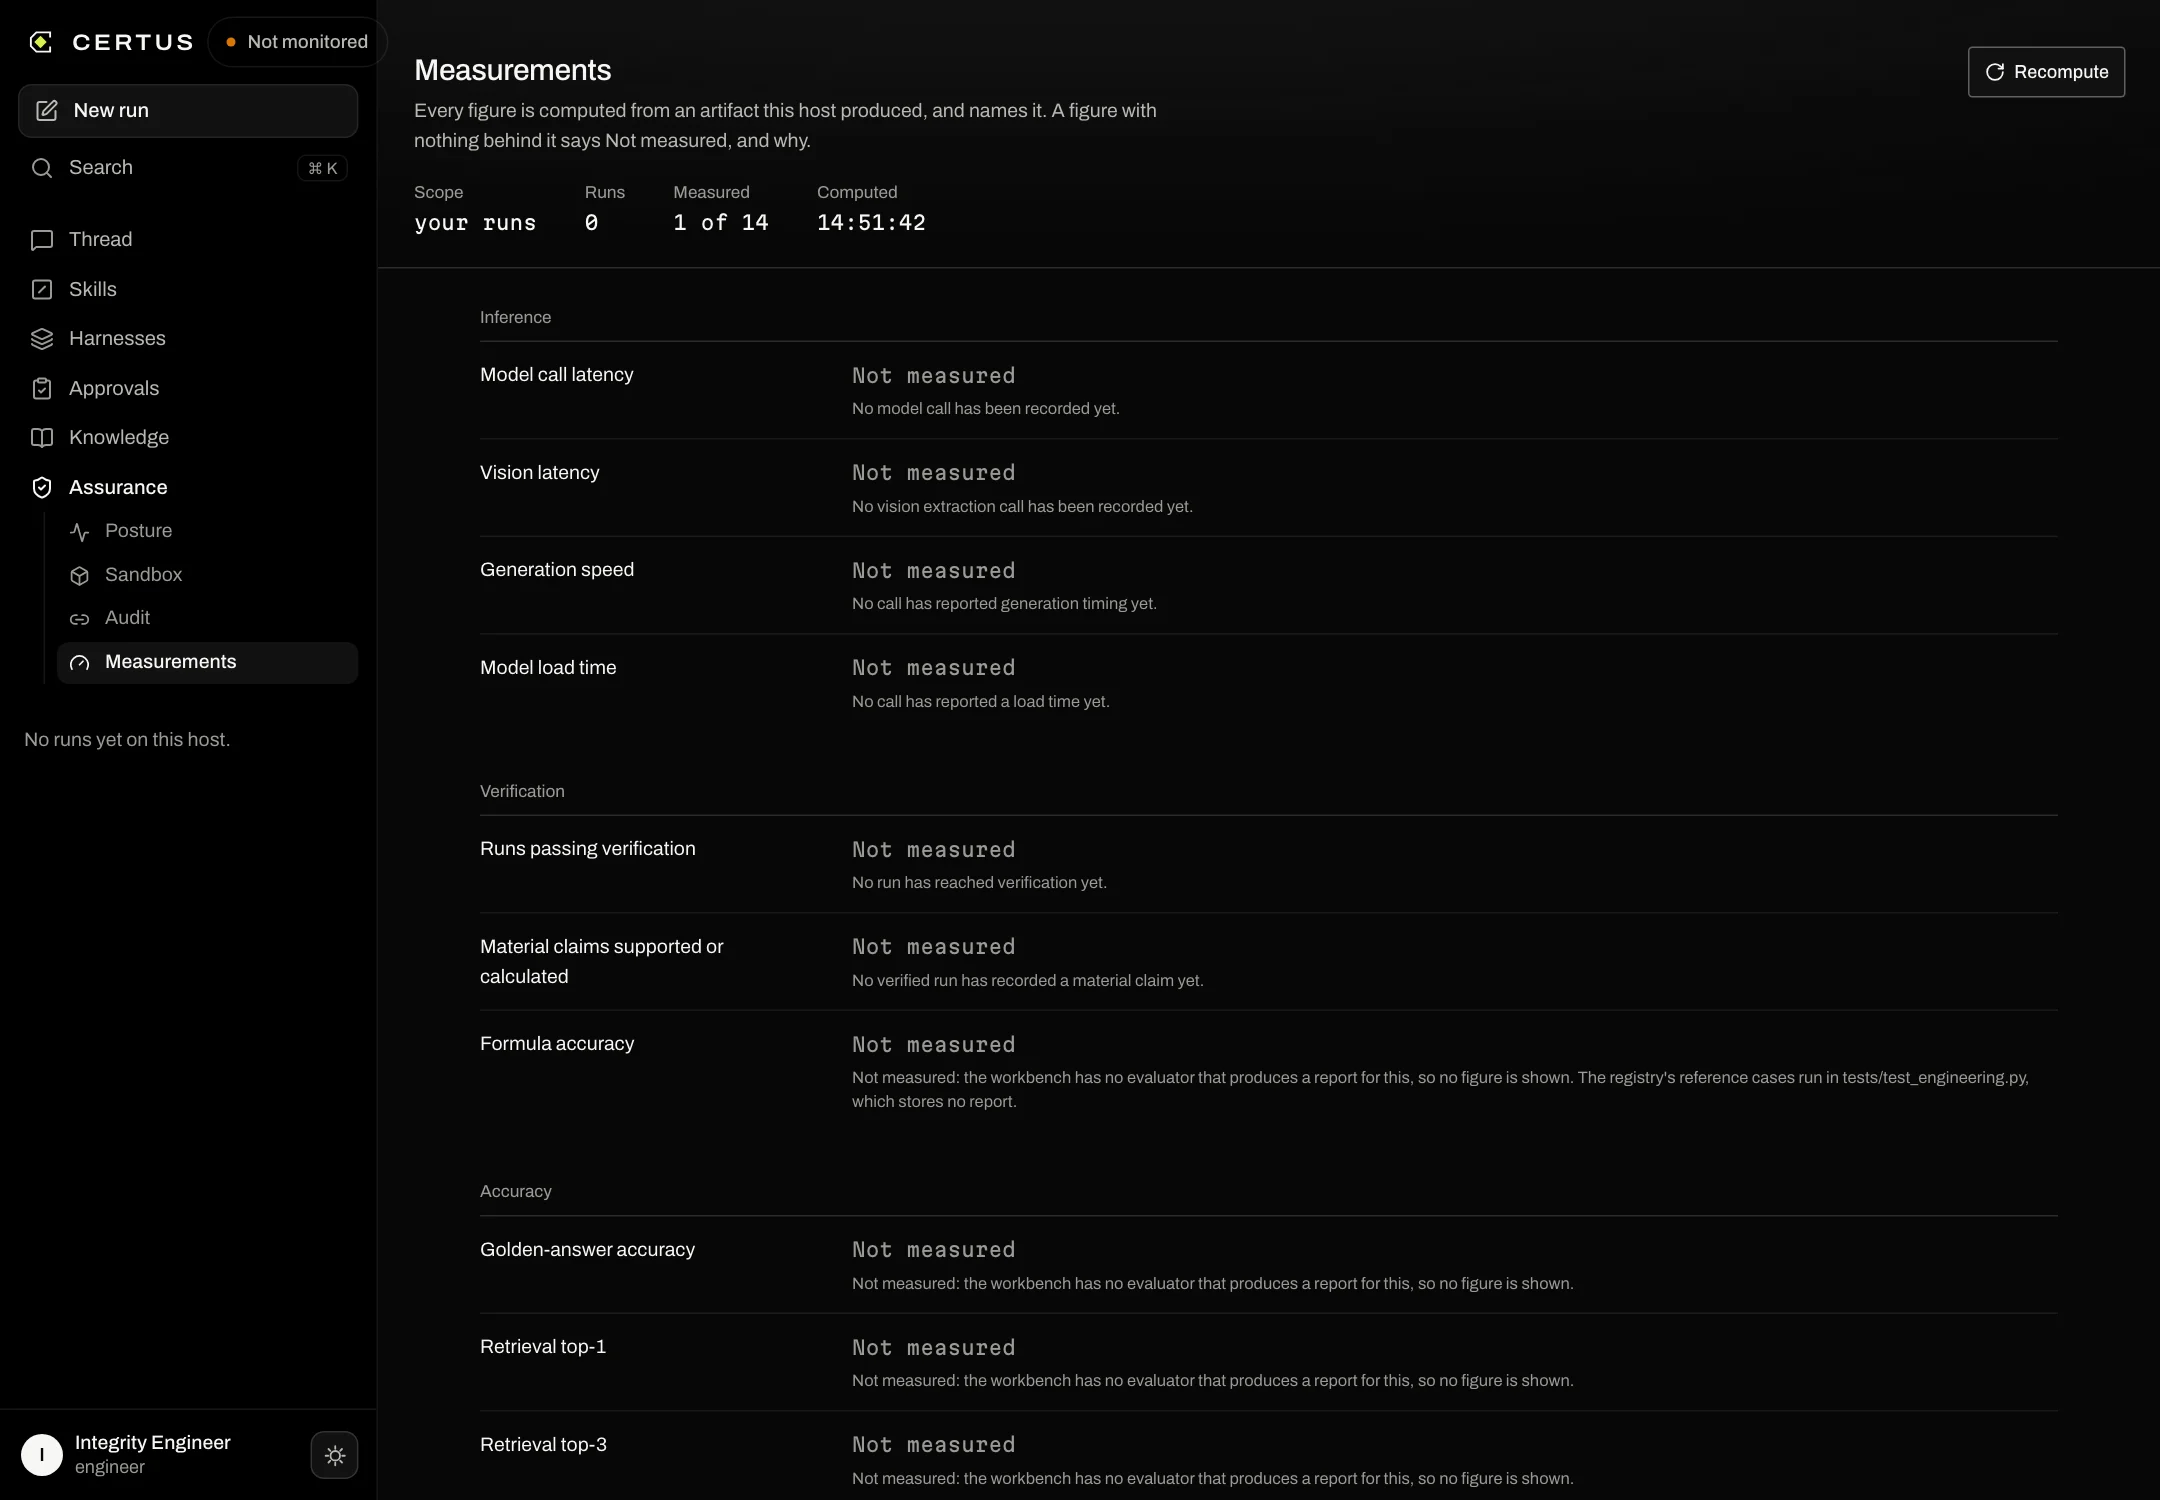 CERTUS
Not monitored
New run
Search
⌘ K
Thread
Skills
Harnesses
Approvals
Knowledge
Assurance
Posture
Sandbox
Audit
Measurements
No runs yet on this host.
I
Integrity Engineer
engineer
Measurements
Every figure is computed from an artifact this host produced, and names it. A figure with
nothing behind it says Not measured, and why.
Recompute
Scope Runs Measured Computed
your runs 0 1 of 14 14:51:42
Inference
Model call latency
Not measured
No model call has been recorded yet.
Vision latency
Not measured
No vision extraction call has been recorded yet.
Generation speed
Not measured
No call has reported generation timing yet.
Model load time
Not measured
No call has reported a load time yet.
Verification
Runs passing verification
Not measured
No run has reached verification yet.
Material claims supported or
calculated
Not measured
No verified run has recorded a material claim yet.
Formula accuracy
Not measured
Not measured: the workbench has no evaluator that produces a report for this, so no figure is shown. The registry's reference cases run in tests/test_engineering.py,
which stores no report.
Accuracy
Golden-answer accuracy
Not measured
Not measured: the workbench has no evaluator that produces a report for this, so no figure is shown.
Retrieval top-1
Not measured
Not measured: the workbench has no evaluator that produces a report for this, so no figure is shown.
Retrieval top-3
Not measured
Not measured: the workbench has no evaluator that produces a report for this, so no figure is shown.